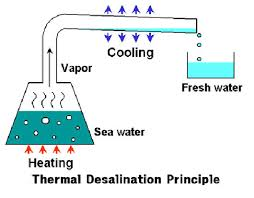 Cooling
Vapor
Fresh water
Sea water
Heating
Thermal Desalination Principle